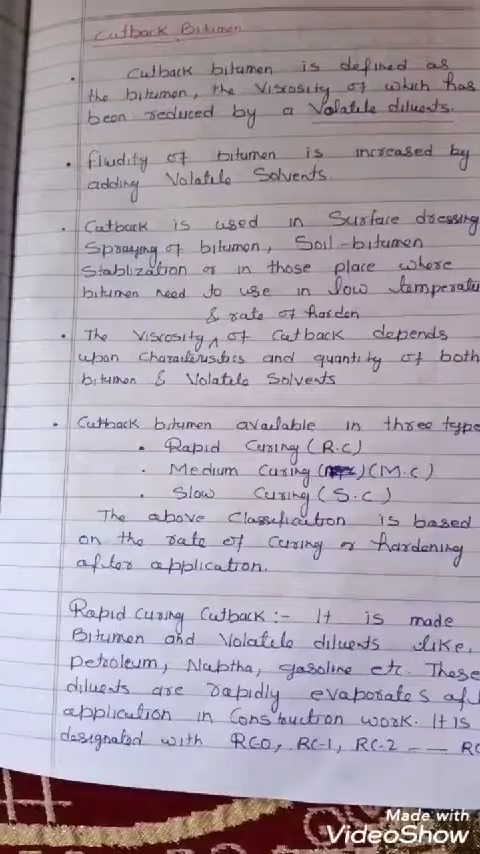 Cutback Bitumen
• Cutback bitumen is defined as
the bitumen, the Viscosity of which has
been reduced by a Volatile diluents.
• fluidity of bitumen is increased by
adding Volatile Solvents.
• Cutback is used in Surface dressing
Spraying of bitumen, Soil-bitumen
Stablization or in those place where
bitumen need to use in low temperatu
& rate of harden
• The Viscosity ^ of Cutback depends
upon Characteristics and quantity of both
bitumen & Volatile Solvents
• Cutback bitumen available in three type
• Rapid Curing (R.C)
• Medium Curing (M.C)
• Slow Curing (S.C)
The above Classification is based
on the rate of Curing or hardening
after application.
Rapid Curing Cutback :- It is made
Bitumen and Volatile diluents like,
petroleum, Naptha, gasoline etc. These
diluents are rapidly evaporates aft
application in Construction work. It is
designated with RC0, RC-1, RC-2 -- RC
Made with
VideoShow